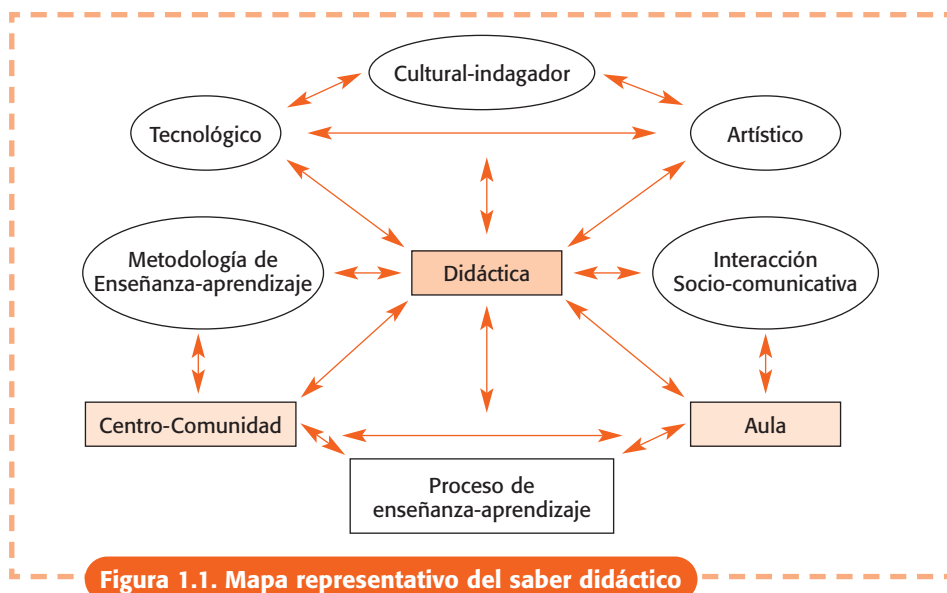 Cultural-indagador
Tecnológico
Artístico
Metodología de
Enseñanza-aprendizaje
Didáctica
Interacción
Socio-comunicativa
Centro-Comunidad
Aula
Proceso de
enseñanza-aprendizaje
Figura 1.1. Mapa representativo del saber didáctico